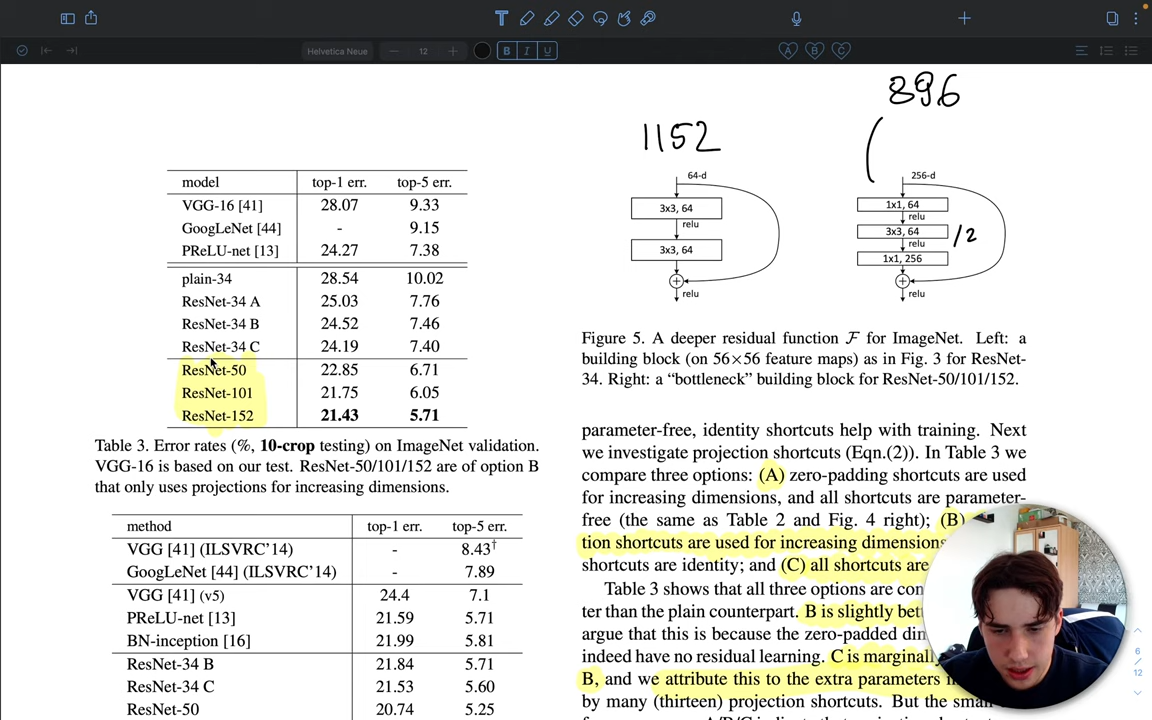 Helvetica Neue
12
B I U
A B C
model top-1 err. top-5 err.
VGG-16 [41] 28.07 9.33
GoogLeNet [44] - 9.15
PReLU-net [13] 24.27 7.38
plain-34 28.54 10.02
ResNet-34 A 25.03 7.76
ResNet-34 B 24.52 7.46
ResNet-34 C 24.19 7.40
ResNet-50 22.85 6.71
ResNet-101 21.75 6.05
ResNet-152 21.43 5.71
Table 3. Error rates (%, 10-crop testing) on ImageNet validation.
VGG-16 is based on our test. ResNet-50/101/152 are of option B
that only uses projections for increasing dimensions.
method top-1 err. top-5 err.
VGG [41] (ILSVRC'14) - 8.43†
GoogLeNet [44] (ILSVRC'14) - 7.89
VGG [41] (v5) 24.4 7.1
PReLU-net [13] 21.59 5.71
BN-inception [16] 21.99 5.81
ResNet-34 B 21.84 5.71
ResNet-34 C 21.53 5.60
ResNet-50 20.74 5.25
1152
64-d
3x3, 64
relu
3x3, 64
+
relu
896
(
256-d
1x1, 64
relu
3x3, 64 /2
relu
1x1, 256
+
relu
Figure 5. A deeper residual function F for ImageNet. Left: a
building block (on 56×56 feature maps) as in Fig. 3 for ResNet-
34. Right: a “bottleneck” building block for ResNet-50/101/152.
parameter-free, identity shortcuts help with training. Next
we investigate projection shortcuts (Eqn.(2)). In Table 3 we
compare three options: (A) zero-padding shortcuts are used
for increasing dimensions, and all shortcuts are parameter-
free (the same as Table 2 and Fig. 4 right); (B)
tion shortcuts are used for increasing dimensions
shortcuts are identity; and (C) all shortcuts are
Table 3 shows that all three options are con
ter than the plain counterpart. B is slightly bet
argue that this is because the zero-padded dim
indeed have no residual learning. C is marginal
B, and we attribute this to the extra parameters
by many (thirteen) projection shortcuts. But the small
6
/
12